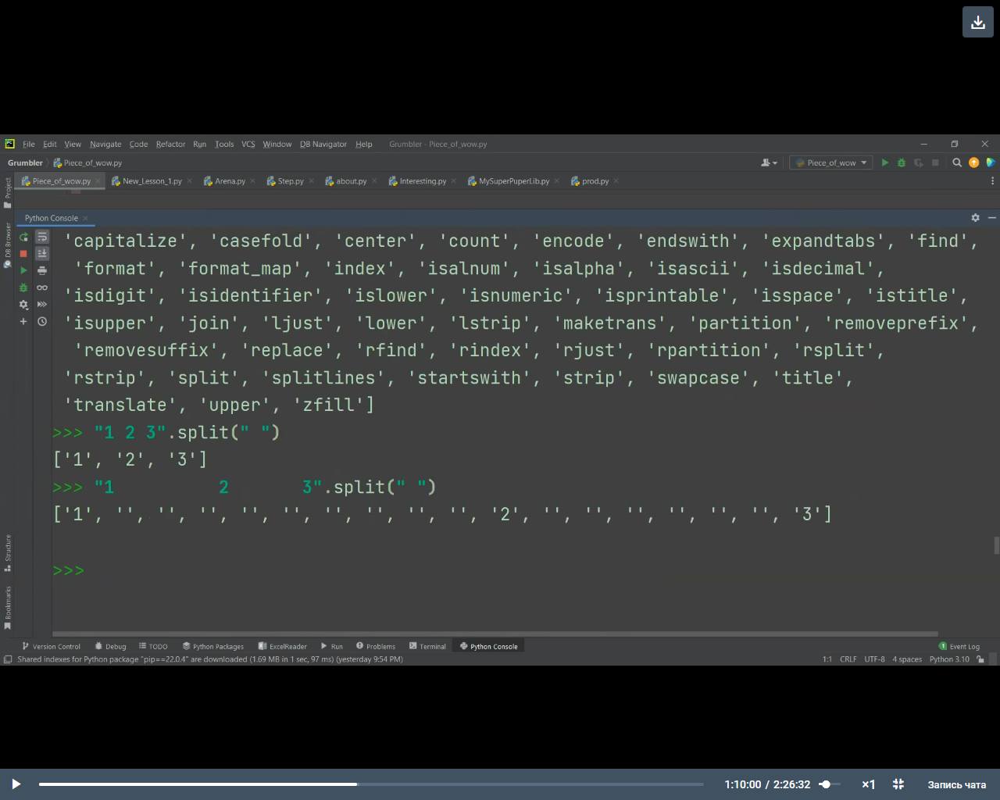 File Edit View Navigate Code Refactor Run Tools VCS Window DB Navigator Help Grumbler - Piece_of_wow.py
Grumbler Piece_of_wow.py Piece_of_wow
Piece_of_wow.py New_Lesson_1.py Arena.py Step.py about.py Interesting.py MySuperPuperLib.py prod.py
Project
DB Browser
Structure
Bookmarks
Python Console
'capitalize', 'casefold', 'center', 'count', 'encode', 'endswith', 'expandtabs', 'find',
'format', 'format_map', 'index', 'isalnum', 'isalpha', 'isascii', 'isdecimal',
'isdigit', 'isidentifier', 'islower', 'isnumeric', 'isprintable', 'isspace', 'istitle',
'isupper', 'join', 'ljust', 'lower', 'lstrip', 'maketrans', 'partition', 'removeprefix',
'removesuffix', 'replace', 'rfind', 'rindex', 'rjust', 'rpartition', 'rsplit',
'rstrip', 'split', 'splitlines', 'startswith', 'strip', 'swapcase', 'title',
'translate', 'upper', 'zfill']
>>> "1 2 3".split(" ")
['1', '2', '3']
>>> "1          2       3".split(" ")
['1', '', '', '', '', '', '', '', '', '', '2', '', '', '', '', '', '', '3']
>>>
Version Control Debug TODO Python Packages ExcelReader Run Problems Terminal Python Console 1 Event Log
Shared indexes for Python package "pip==22.0.4" are downloaded (1.69 MB in 1 sec, 97 ms) (yesterday 9:54 PM) 1:1 CRLF UTF-8 4 spaces Python 3.10
1:10:00 / 2:26:32 ×1 Запись чата